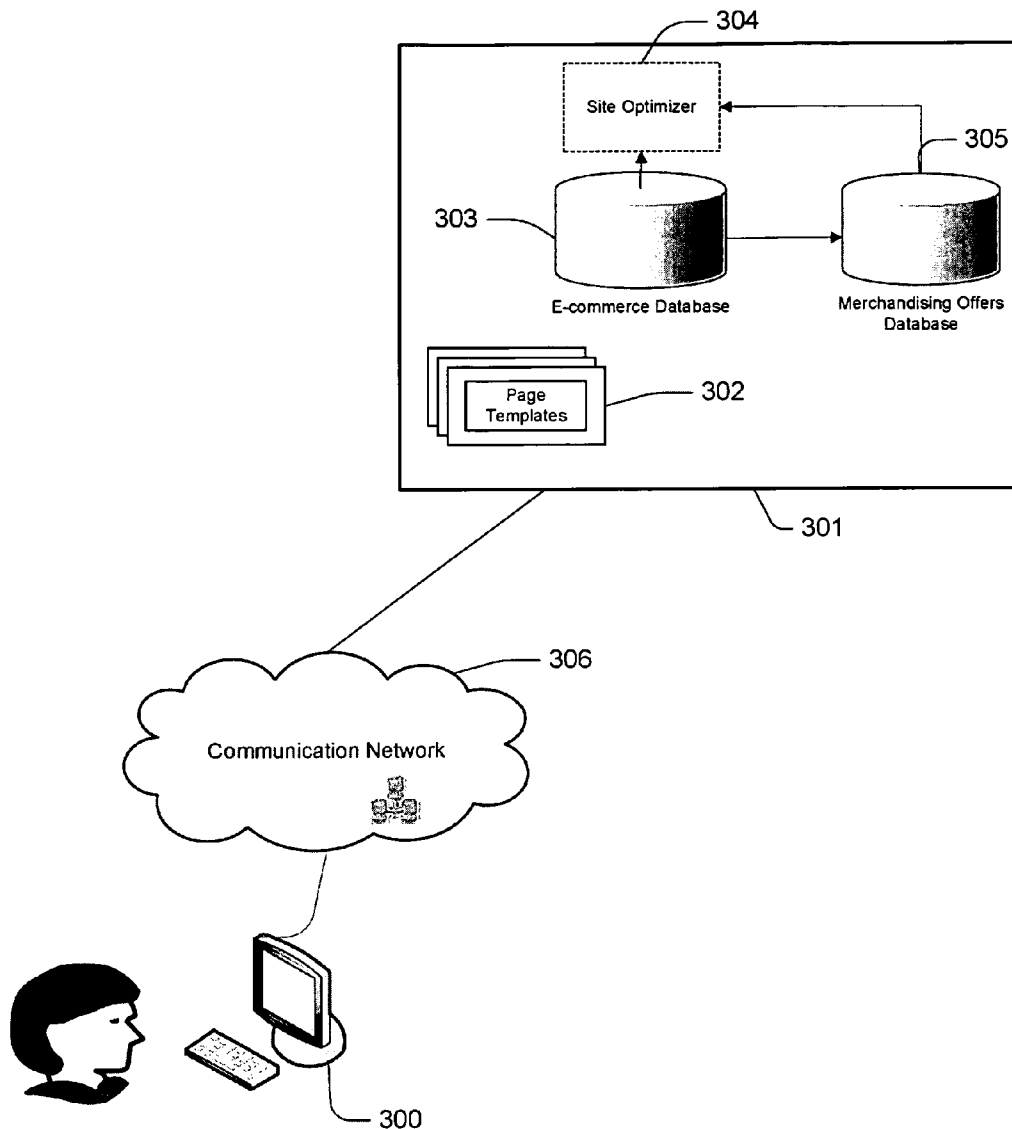 304
Site Optimizer
305
303
E-commerce Database
Merchandising Offers
Database
302
Page
Templates
301
306
Communication Network
300